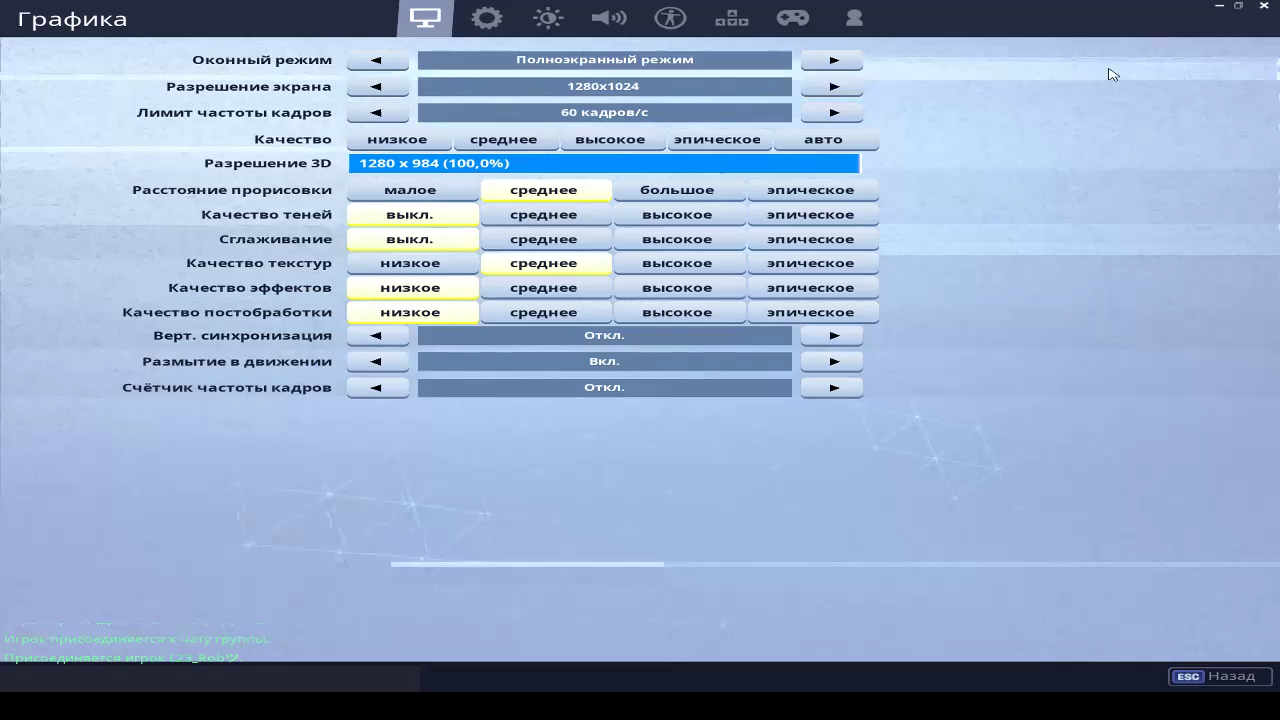 Графика
Оконный режим Полноэкранный режим
Разрешение экрана 1280x1024
Лимит частоты кадров 60 кадров/с
Качество низкое среднее высокое эпическое авто
Разрешение 3D 1280 x 984 (100,0%)
Расстояние прорисовки малое среднее большое эпическое
Качество теней выкл. среднее высокое эпическое
Сглаживание выкл. среднее высокое эпическое
Качество текстур низкое среднее высокое эпическое
Качество эффектов низкое среднее высокое эпическое
Качество постобработки низкое среднее высокое эпическое
Верт. синхронизация Откл.
Размытие в движении Вкл.
Счётчик частоты кадров Откл.
Игрок присоединяется к чату группы.
Присоединяется игрок
ESC Назад